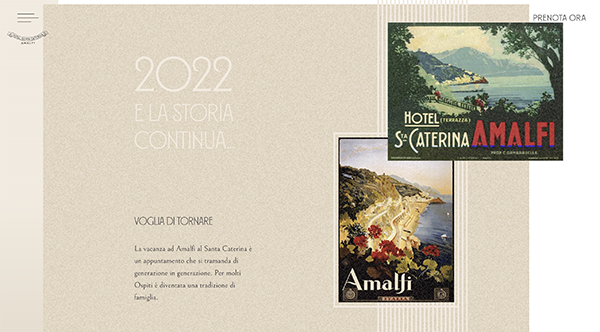 PRENOTA ORA
AMALFI
2022
E LA STORIA
CONTINUA...
HOTEL (TERRAZZA)
Sta CATERINA AMALFI
VOGLIA DI TORNARE
La vacanza ad Amalfi al Santa Caterina è
un appuntamento che si tramanda di
generazione in generazione. Per molti
Ospiti è diventata una tradizione di
famiglia.
Amalfi
ITALIA